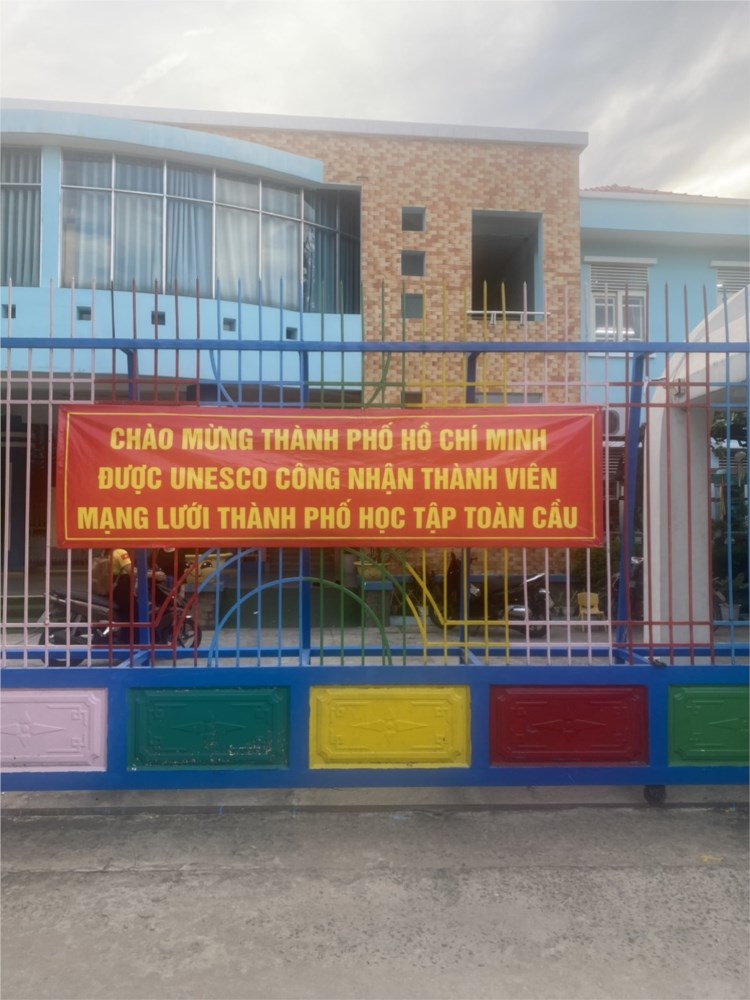 CHÀO MỪNG THÀNH PHỐ HỒ CHÍ MINH
ĐƯỢC UNESCO CÔNG NHẬN THÀNH VIÊN
MẠNG LƯỚI THÀNH PHỐ HỌC TẬP TOÀN CẦU